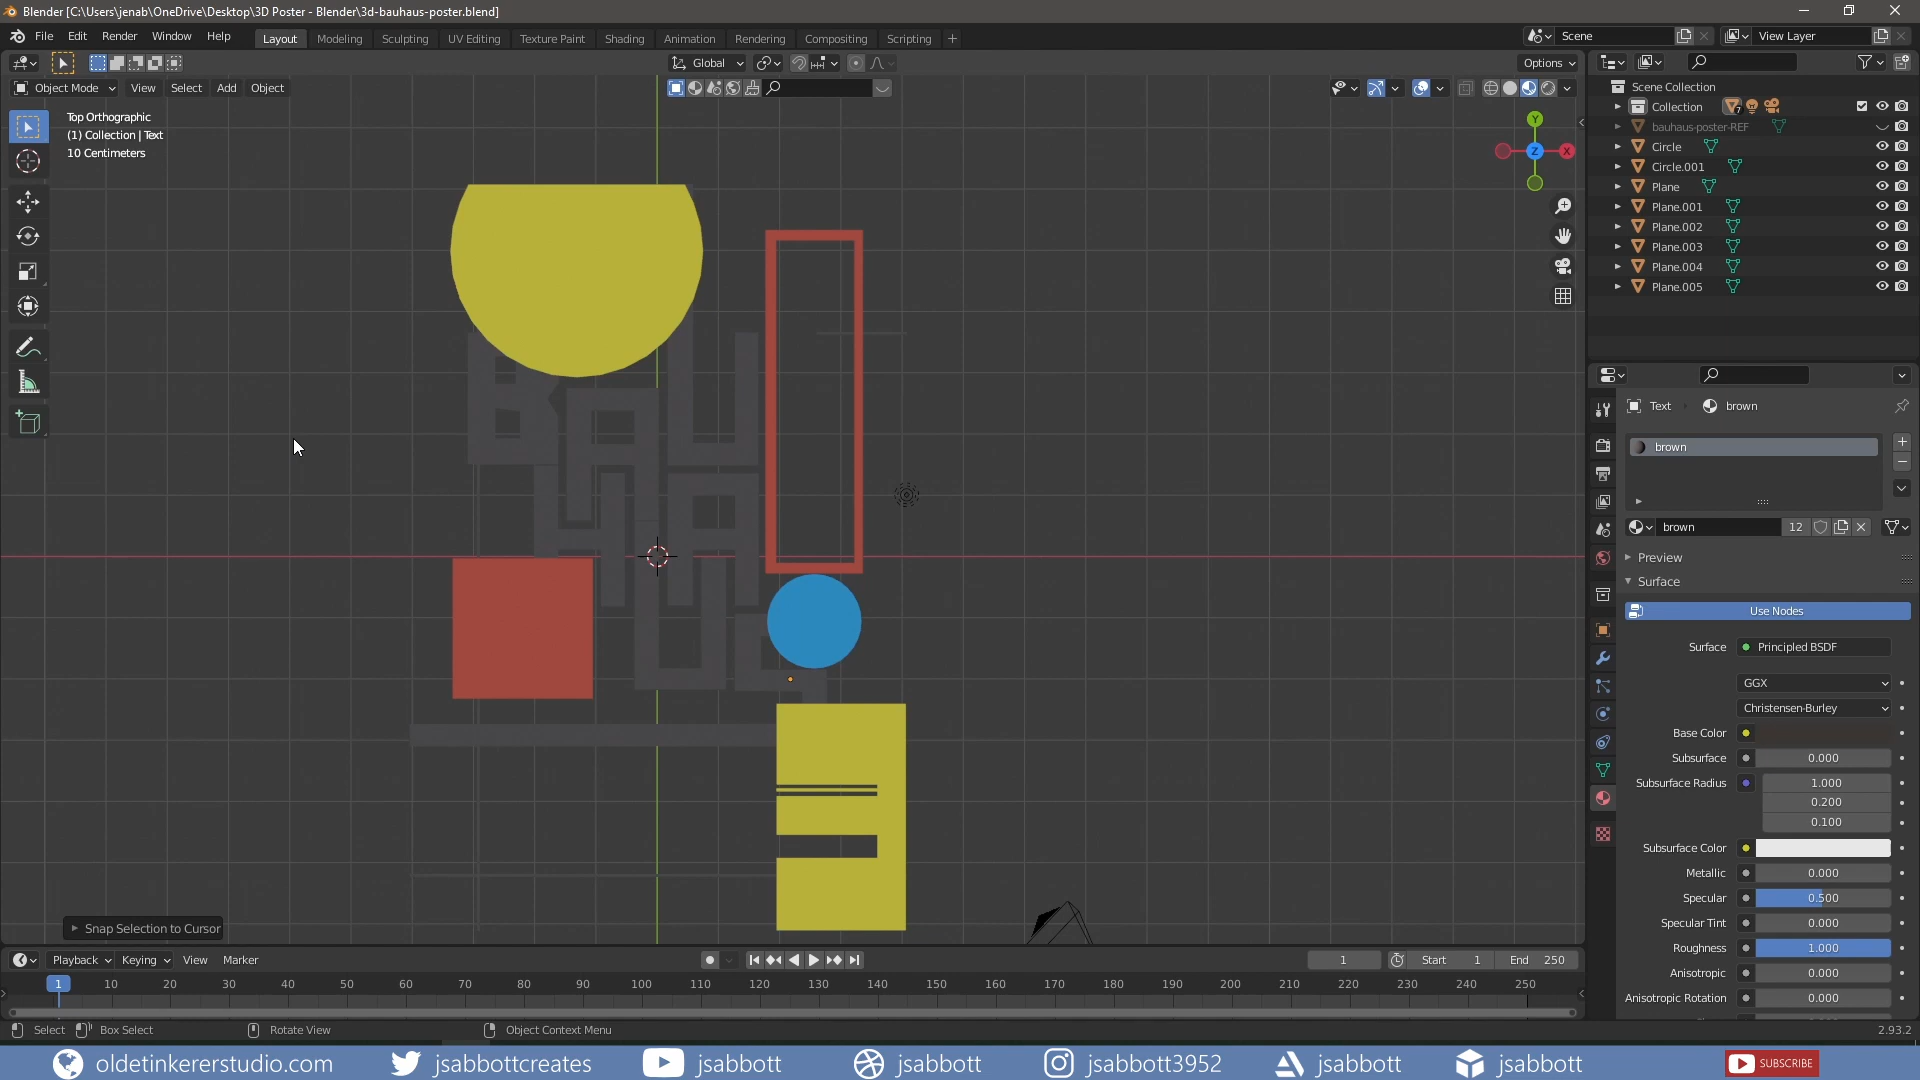 Blender [C:\Users\jenab\OneDrive\Desktop\3D Poster - Blender\3d-bauhaus-poster.blend]
File Edit Render Window Help
Layout Modeling Sculpting UV Editing Texture Paint Shading Animation Rendering Compositing Scripting
Scene
View Layer
Global
Options
Object Mode View Select Add Object
Top Orthographic
(1) Collection | Text
10 Centimeters
Y
X
Z
Scene Collection
Collection 7
bauhaus-poster-REF
Circle
Circle.001
Plane
Plane.001
Plane.002
Plane.003
Plane.004
Plane.005
Text
brown
brown
brown 12
Preview
Surface
Use Nodes
Surface Principled BSDF
GGX
Christensen-Burley
Base Color
Subsurface 0.000
Subsurface Radius 1.000
0.200
0.100
Subsurface Color
Metallic 0.000
Specular 0.500
Specular Tint 0.000
Roughness 1.000
Anisotropic 0.000
Anisotropic Rotation 0.000
Snap Selection to Cursor
Playback Keying View Marker
1 Start 1 End 250
1 10 20 30 40 50 60 70 80 90 100 110 120 130 140 150 160 170 180 190 200 210 220 230 240 250
Select Box Select Rotate View Object Context Menu
2.93.2
oldetinkererstudio.com jsabbottcreates jsabbott jsabbott jsabbott3952 jsabbott jsabbott SUBSCRIBE